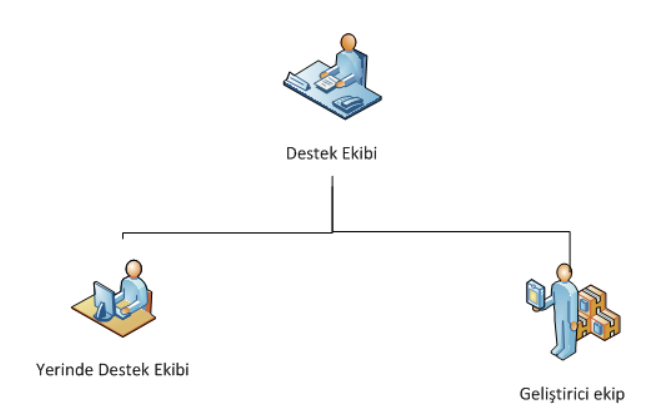 Destek Ekibi
Yerinde Destek Ekibi
Geliştirici ekip